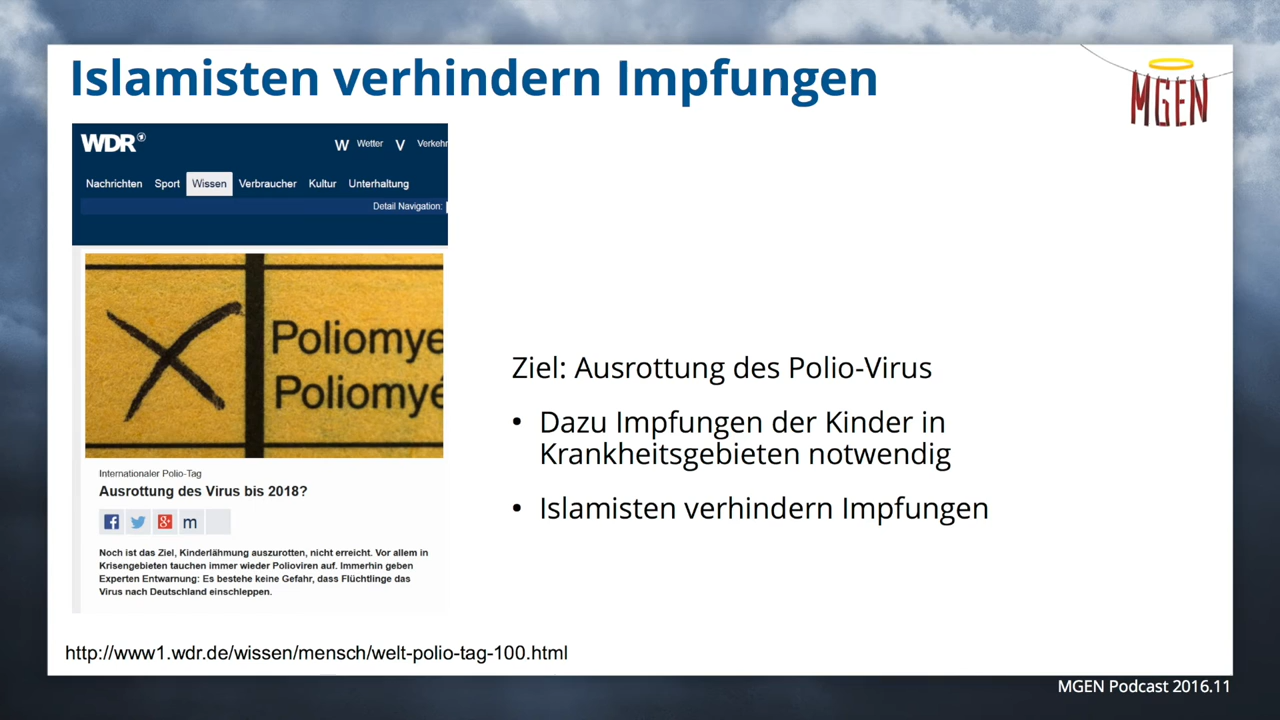 Islamisten verhindern Impfungen
MGEN
WDR
W Wetter V Verkehr
Nachrichten Sport Wissen Verbraucher Kultur Unterhaltung
Detail Navigation:
Poliomye
Poliomyé
Internationaler Polio-Tag
Ausrottung des Virus bis 2018?
f g+ m
Noch ist das Ziel, Kinderlähmung auszurotten, nicht erreicht. Vor allem in
Krisengebieten tauchen immer wieder Polioviren auf. Immerhin geben
Experten Entwarnung: Es bestehe keine Gefahr, dass Flüchtlinge das
Virus nach Deutschland einschleppen.
Ziel: Ausrottung des Polio-Virus
• Dazu Impfungen der Kinder in
Krankheitsgebieten notwendig
• Islamisten verhindern Impfungen
http://www1.wdr.de/wissen/mensch/welt-polio-tag-100.html
MGEN Podcast 2016.11